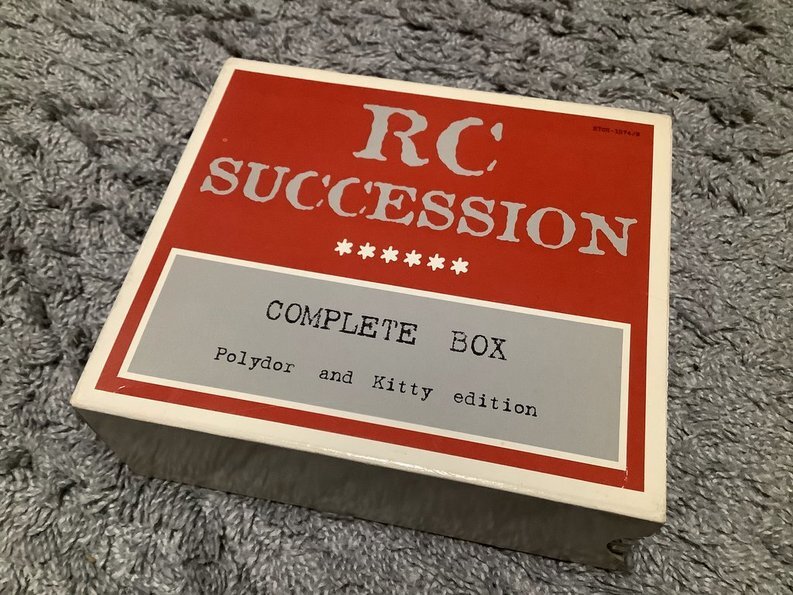 RC
SUCCESSION
******
COMPLETE BOX
Polydor and Kitty edition